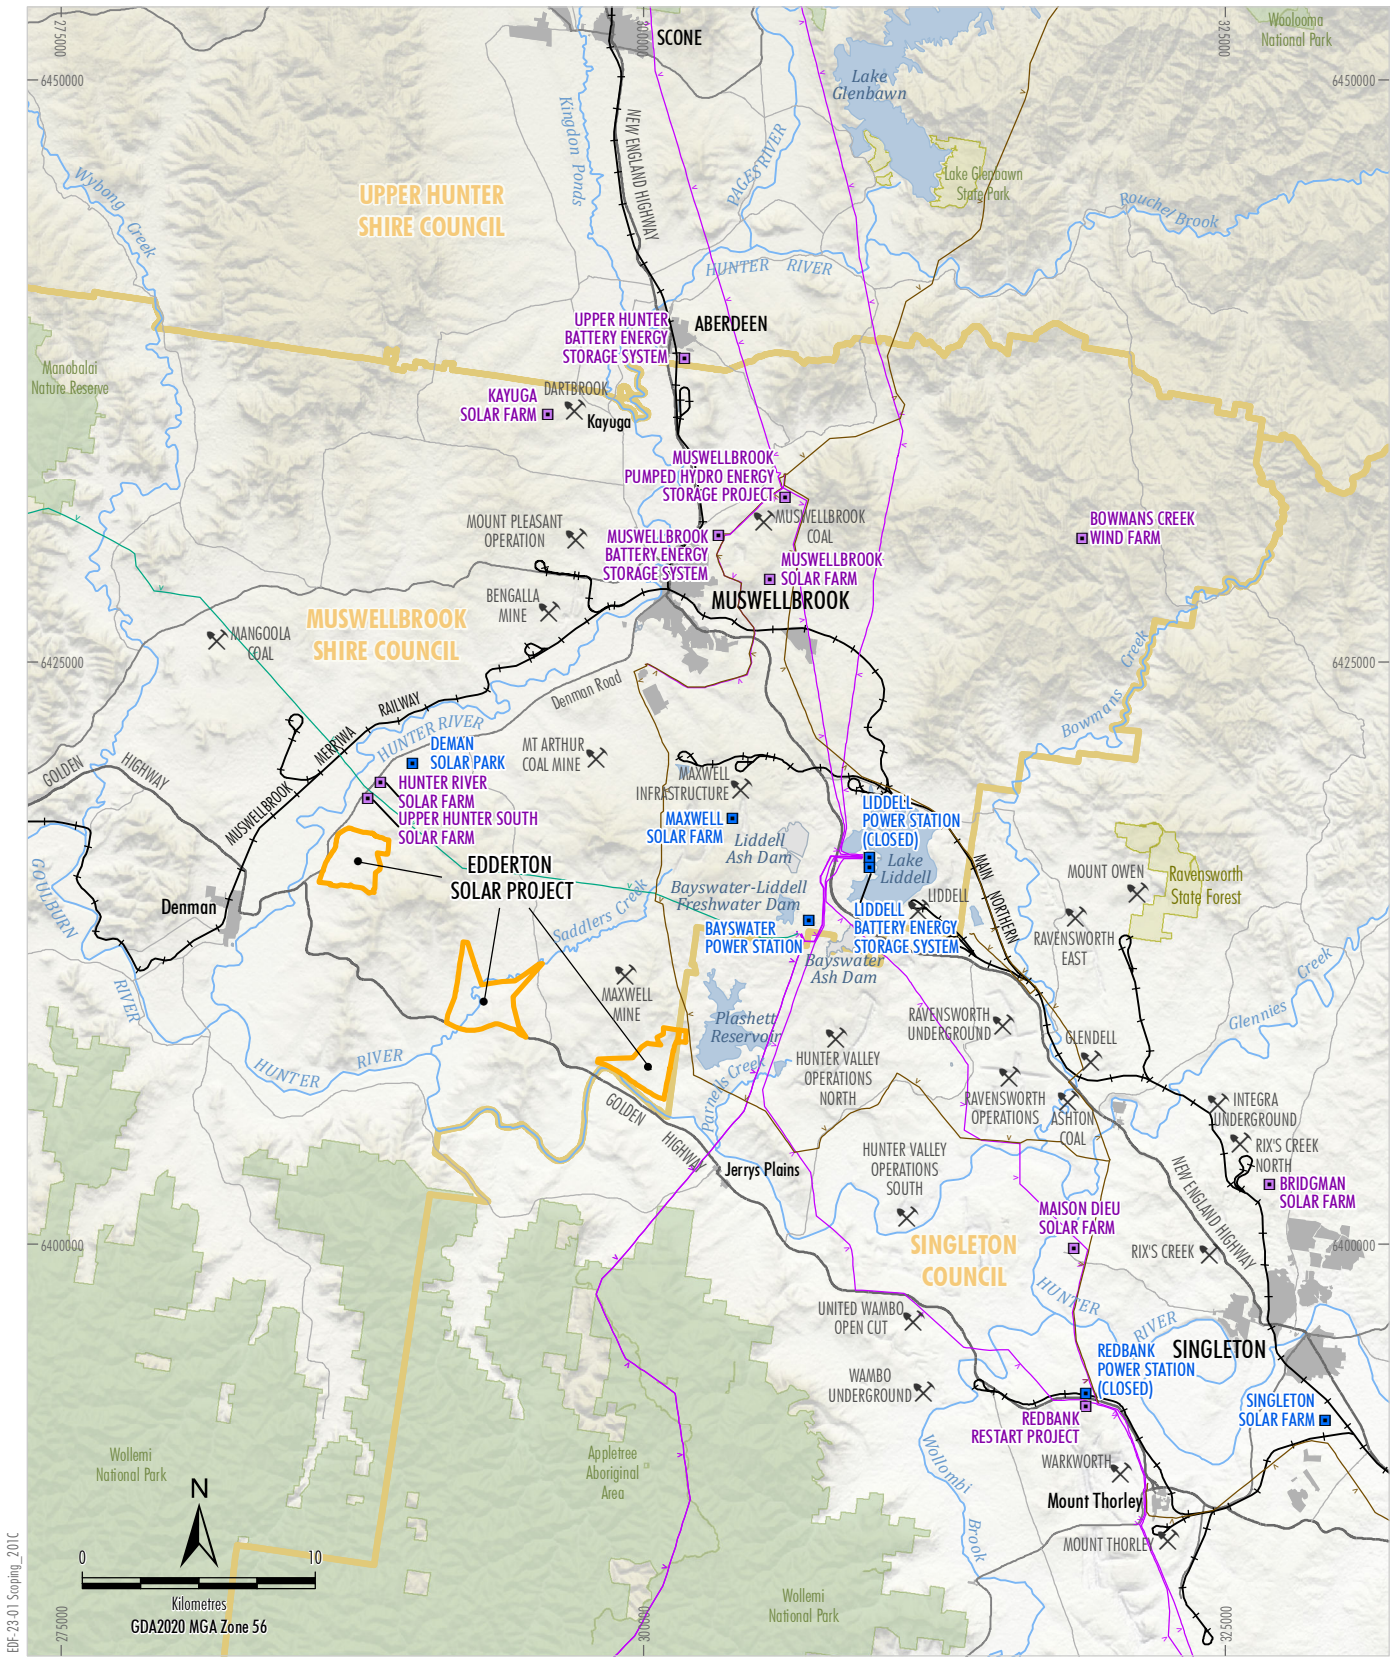 275000
300000
325000
SCONE
Woolooma
National Park
6450000
6450000
Lake
Glenbawn
Kingdon Ponds
NEW ENGLAND HIGHWAY
PAGES RIVER
Wybong Creek
Lake Glenbawn
State Park
UPPER HUNTER
SHIRE COUNCIL
Rouchel Brook
HUNTER RIVER
UPPER HUNTER
BATTERY ENERGY
STORAGE SYSTEM
ABERDEEN
Manobalai
Nature Reserve
KAYUGA
SOLAR FARM
DARTBROOK
Kayuga
MUSWELLBROOK
PUMPED HYDRO ENERGY
STORAGE PROJECT
MOUNT PLEASANT
OPERATION
MUSWELLBROOK
COAL
MUSWELLBROOK
BATTERY ENERGY
STORAGE SYSTEM
BOWMANS CREEK
WIND FARM
MUSWELLBROOK
SOLAR FARM
BENGALLA
MINE
MUSWELLBROOK
MUSWELLBROOK
SHIRE COUNCIL
MANGOOLA
COAL
6425000
6425000
Bowmans Creek
Denman Road
MUSWELLBROOK MERRIWA RAILWAY
HUNTER RIVER
DEMAN
SOLAR PARK
MT ARTHUR
COAL MINE
GOLDEN HIGHWAY
HUNTER RIVER
SOLAR FARM
UPPER HUNTER SOUTH
SOLAR FARM
MAXWELL
INFRASTRUCTURE
MAXWELL
SOLAR FARM
LIDDELL
POWER STATION
(CLOSED)
Liddell
Ash Dam
Lake
Liddell
EDDERTON
SOLAR PROJECT
MAIN NORTHERN
MOUNT OWEN
Ravensworth
State Forest
GOULBURN RIVER
Denman
Bayswater-Liddell
Freshwater Dam
LIDDELL
Saddlers Creek
BAYSWATER
POWER STATION
LIDDELL
BATTERY ENERGY
STORAGE SYSTEM
RAVENSWORTH
EAST
Bayswater
Ash Dam
MAXWELL
MINE
Glennies Creek
Plashett
Reservoir
RAVENSWORTH
UNDERGROUND
GLENDELL
HUNTER VALLEY
OPERATIONS
NORTH
HUNTER RIVER
Parnells Creek
RAVENSWORTH
OPERATIONS
ASHTON
COAL
INTEGRA
UNDERGROUND
GOLDEN HIGHWAY
RIX'S CREEK
NORTH
HUNTER VALLEY
OPERATIONS
SOUTH
Jerrys Plains
NEW ENGLAND HIGHWAY
BRIDGMAN
SOLAR FARM
MAISON DIEU
SOLAR FARM
6400000
6400000
SINGLETON
COUNCIL
RIX'S CREEK
HUNTER RIVER
UNITED WAMBO
OPEN CUT
SINGLETON
REDBANK
POWER STATION
(CLOSED)
WAMBO
UNDERGROUND
SINGLETON
SOLAR FARM
REDBANK
RESTART PROJECT
Wollemi
National Park
Appletree
Aboriginal
Area
Wollombi Brook
WARKWORTH
Mount Thorley
N
MOUNT THORLEY
0
10
Kilometres
GDA2020 MGA Zone 56
Wollemi
National Park
EDF-23-01 Scoping_201C
275000
300000
325000